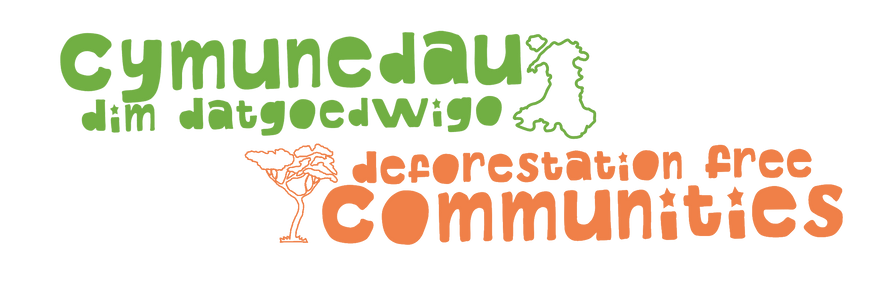 Cymunedau
dim datgoedwigo
deforestation free
Communities